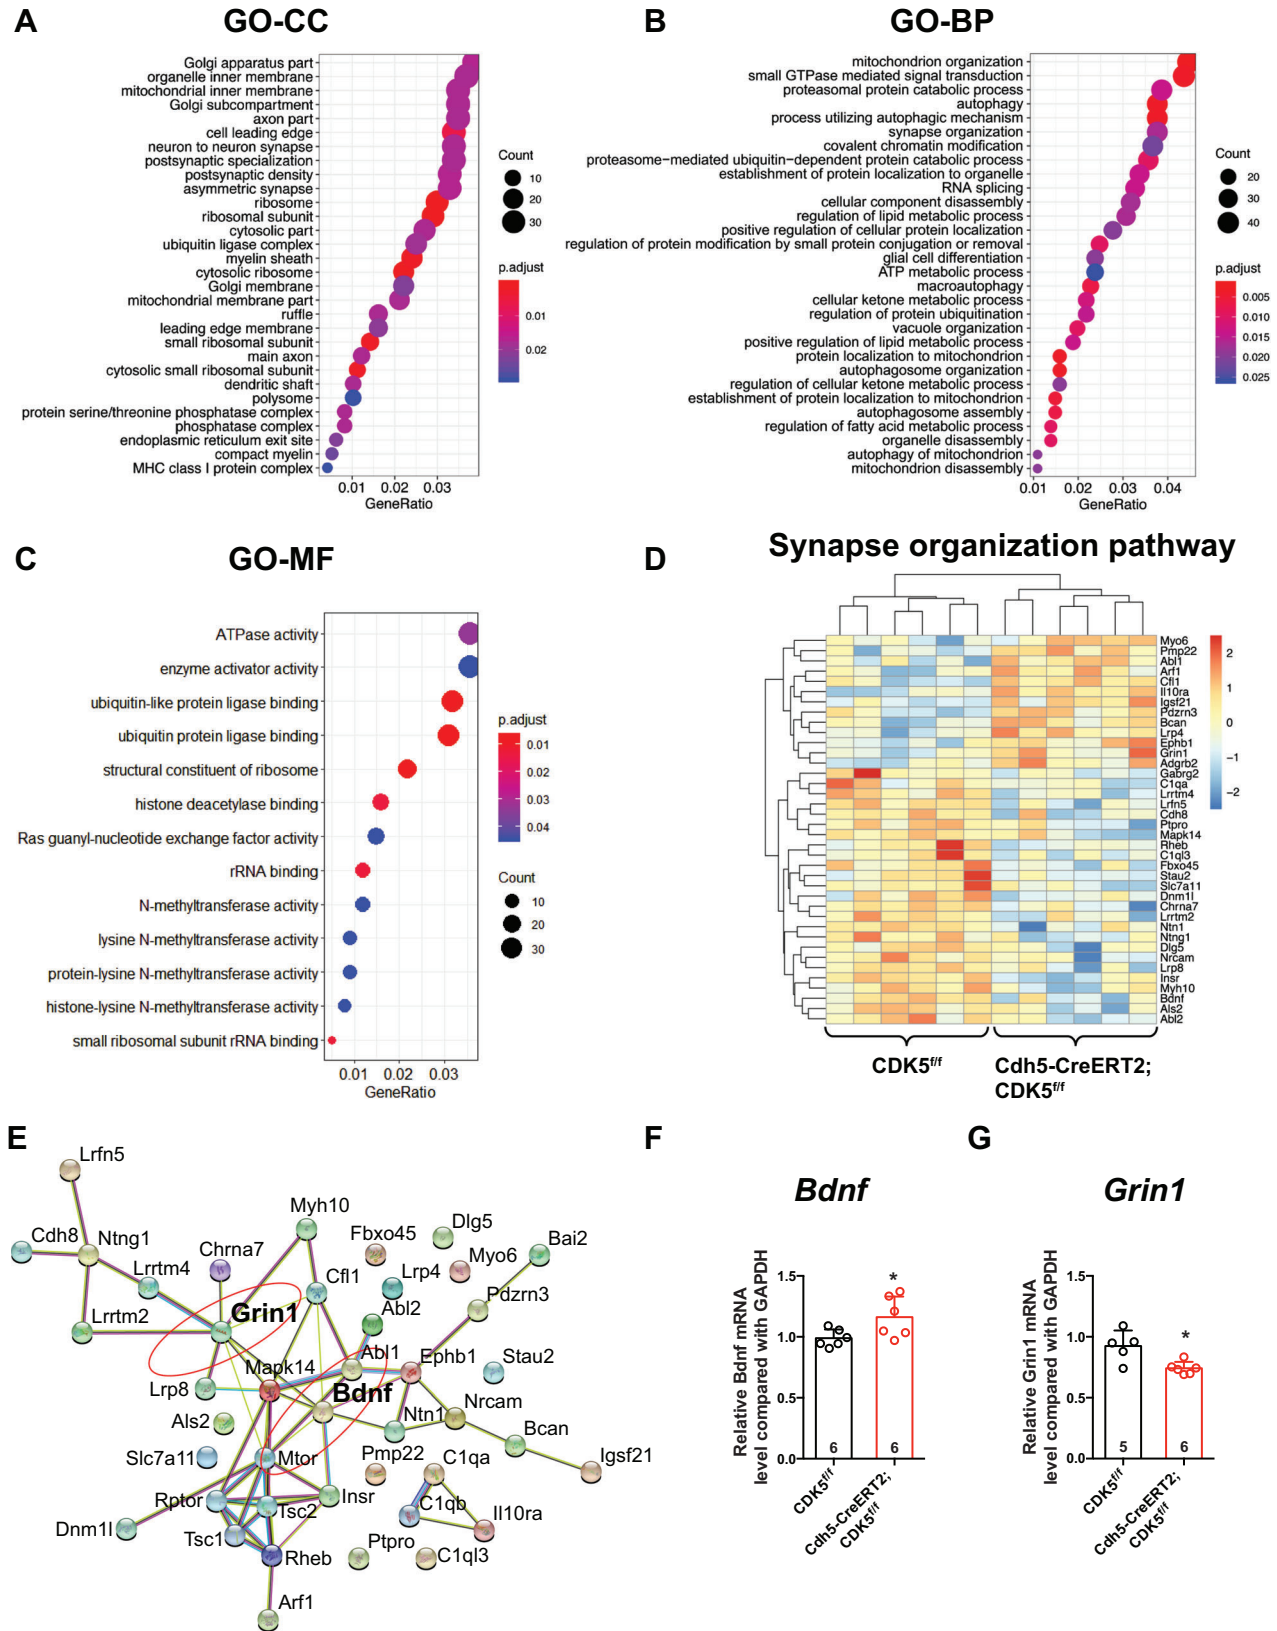 A
GO-CC
Golgi apparatus part
organelle inner membrane
mitochondrial inner membrane
Golgi subcompartment
axon part
cell leading edge
neuron to neuron synapse
postsynaptic specialization
postsynaptic density
asymmetric synapse
ribosome
ribosomal subunit
cytosolic part
ubiquitin ligase complex
myelin sheath
cytosolic ribosome
Golgi membrane
mitochondrial membrane part
ruffle
leading edge membrane
small ribosomal subunit
main axon
cytosolic small ribosomal subunit
dendritic shaft
polysome
protein serine/threonine phosphatase complex
phosphatase complex
endoplasmic reticulum exit site
compact myelin
MHC class I protein complex
0.01 0.02 0.03
GeneRatio
Count
10
20
30
p.adjust
0.01
0.02
B
GO-BP
mitochondrion organization
small GTPase mediated signal transduction
proteasomal protein catabolic process
autophagy
process utilizing autophagic mechanism
synapse organization
covalent chromatin modification
proteasome−mediated ubiquitin−dependent protein catabolic process
establishment of protein localization to organelle
RNA splicing
cellular component disassembly
regulation of lipid metabolic process
positive regulation of cellular protein localization
regulation of protein modification by small protein conjugation or removal
glial cell differentiation
ATP metabolic process
macroautophagy
cellular ketone metabolic process
regulation of protein ubiquitination
vacuole organization
positive regulation of lipid metabolic process
protein localization to mitochondrion
autophagosome organization
regulation of cellular ketone metabolic process
establishment of protein localization to mitochondrion
autophagosome assembly
regulation of fatty acid metabolic process
organelle disassembly
autophagy of mitochondrion
mitochondrion disassembly
0.01 0.02 0.03 0.04
GeneRatio
Count
20
30
40
p.adjust
0.005
0.010
0.015
0.020
0.025
C
GO-MF
ATPase activity
enzyme activator activity
ubiquitin-like protein ligase binding
ubiquitin protein ligase binding
structural constituent of ribosome
histone deacetylase binding
Ras guanyl-nucleotide exchange factor activity
rRNA binding
N-methyltransferase activity
lysine N-methyltransferase activity
protein-lysine N-methyltransferase activity
histone-lysine N-methyltransferase activity
small ribosomal subunit rRNA binding
0.01 0.02 0.03
GeneRatio
p.adjust
0.01
0.02
0.03
0.04
Count
10
20
30
D
Synapse organization pathway
Myo6
Pmp22
Abl1
Arf1
Cfl1
Il10ra
Igsf21
Pdzrn3
Bcan
Lrp4
Ephb1
Grin1
Adgrb2
Gabrg2
C1qa
Lrrtm4
Lrfn5
Cdh8
Ptpro
Mapk14
Rheb
C1ql3
Fbxo45
Stau2
Slc7a11
Dnm1l
Chrna7
Lrrtm2
Ntn1
Ntng1
Dlg5
Nrcam
Lrp8
Insr
Myh10
Bdnf
Als2
Abl2
2
1
0
−1
−2
CDK5f/f
Cdh5-CreERT2;
CDK5f/f
E
Lrfn5
Cdh8
Ntng1
Lrrtm4
Lrrtm2
Chrna7
Myh10
Fbxo45
Dlg5
Myo6
Bai2
Cfl1
Lrp4
Pdzrn3
Grin1
Abl2
Abl1
Ephb1
Stau2
Mapk14
Lrp8
Bdnf
Nrcam
Als2
Ntn1
Bcan
Slc7a11
Mtor
Pmp22
C1qa
Igsf21
Rptor
Tsc2
Insr
C1qb
Il10ra
Dnm1l
Tsc1
Rheb
Ptpro
C1ql3
Arf1
F
Bdnf
Relative Bdnf mRNA
level compared with GAPDH
1.5
1.0
0.5
0.0
*
6
6
CDK5f/f
Cdh5-CreERT2;
CDK5f/f
G
Grin1
Relative Grin1 mRNA
level compared with GAPDH
1.5
1.0
0.5
0.0
*
5
6
CDK5f/f
Cdh5-CreERT2;
CDK5f/f